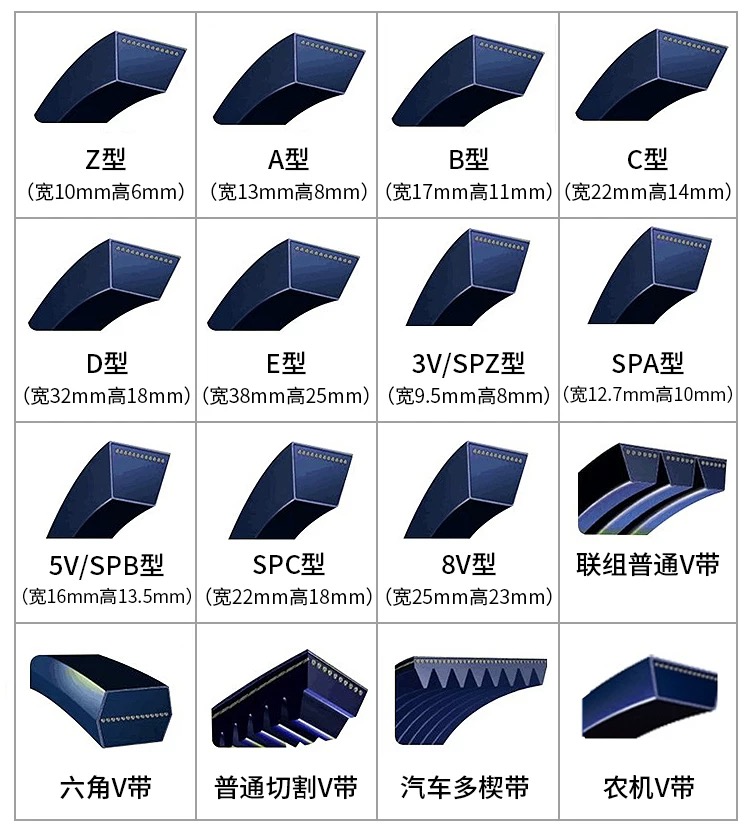 Z型
（宽10mm高6mm）
A型
（宽13mm高8mm）
B型
（宽17mm高11mm）
C型
（宽22mm高14mm）
D型
（宽32mm高18mm）
E型
（宽38mm高25mm）
3V/SPZ型
（宽9.5mm高8mm）
SPA型
（宽12.7mm高10mm）
5V/SPB型
（宽16mm高13.5mm）
SPC型
（宽22mm高18mm）
8V型
（宽25mm高23mm）
联组普通V带
六角V带
普通切割V带
汽车多楔带
农机V带